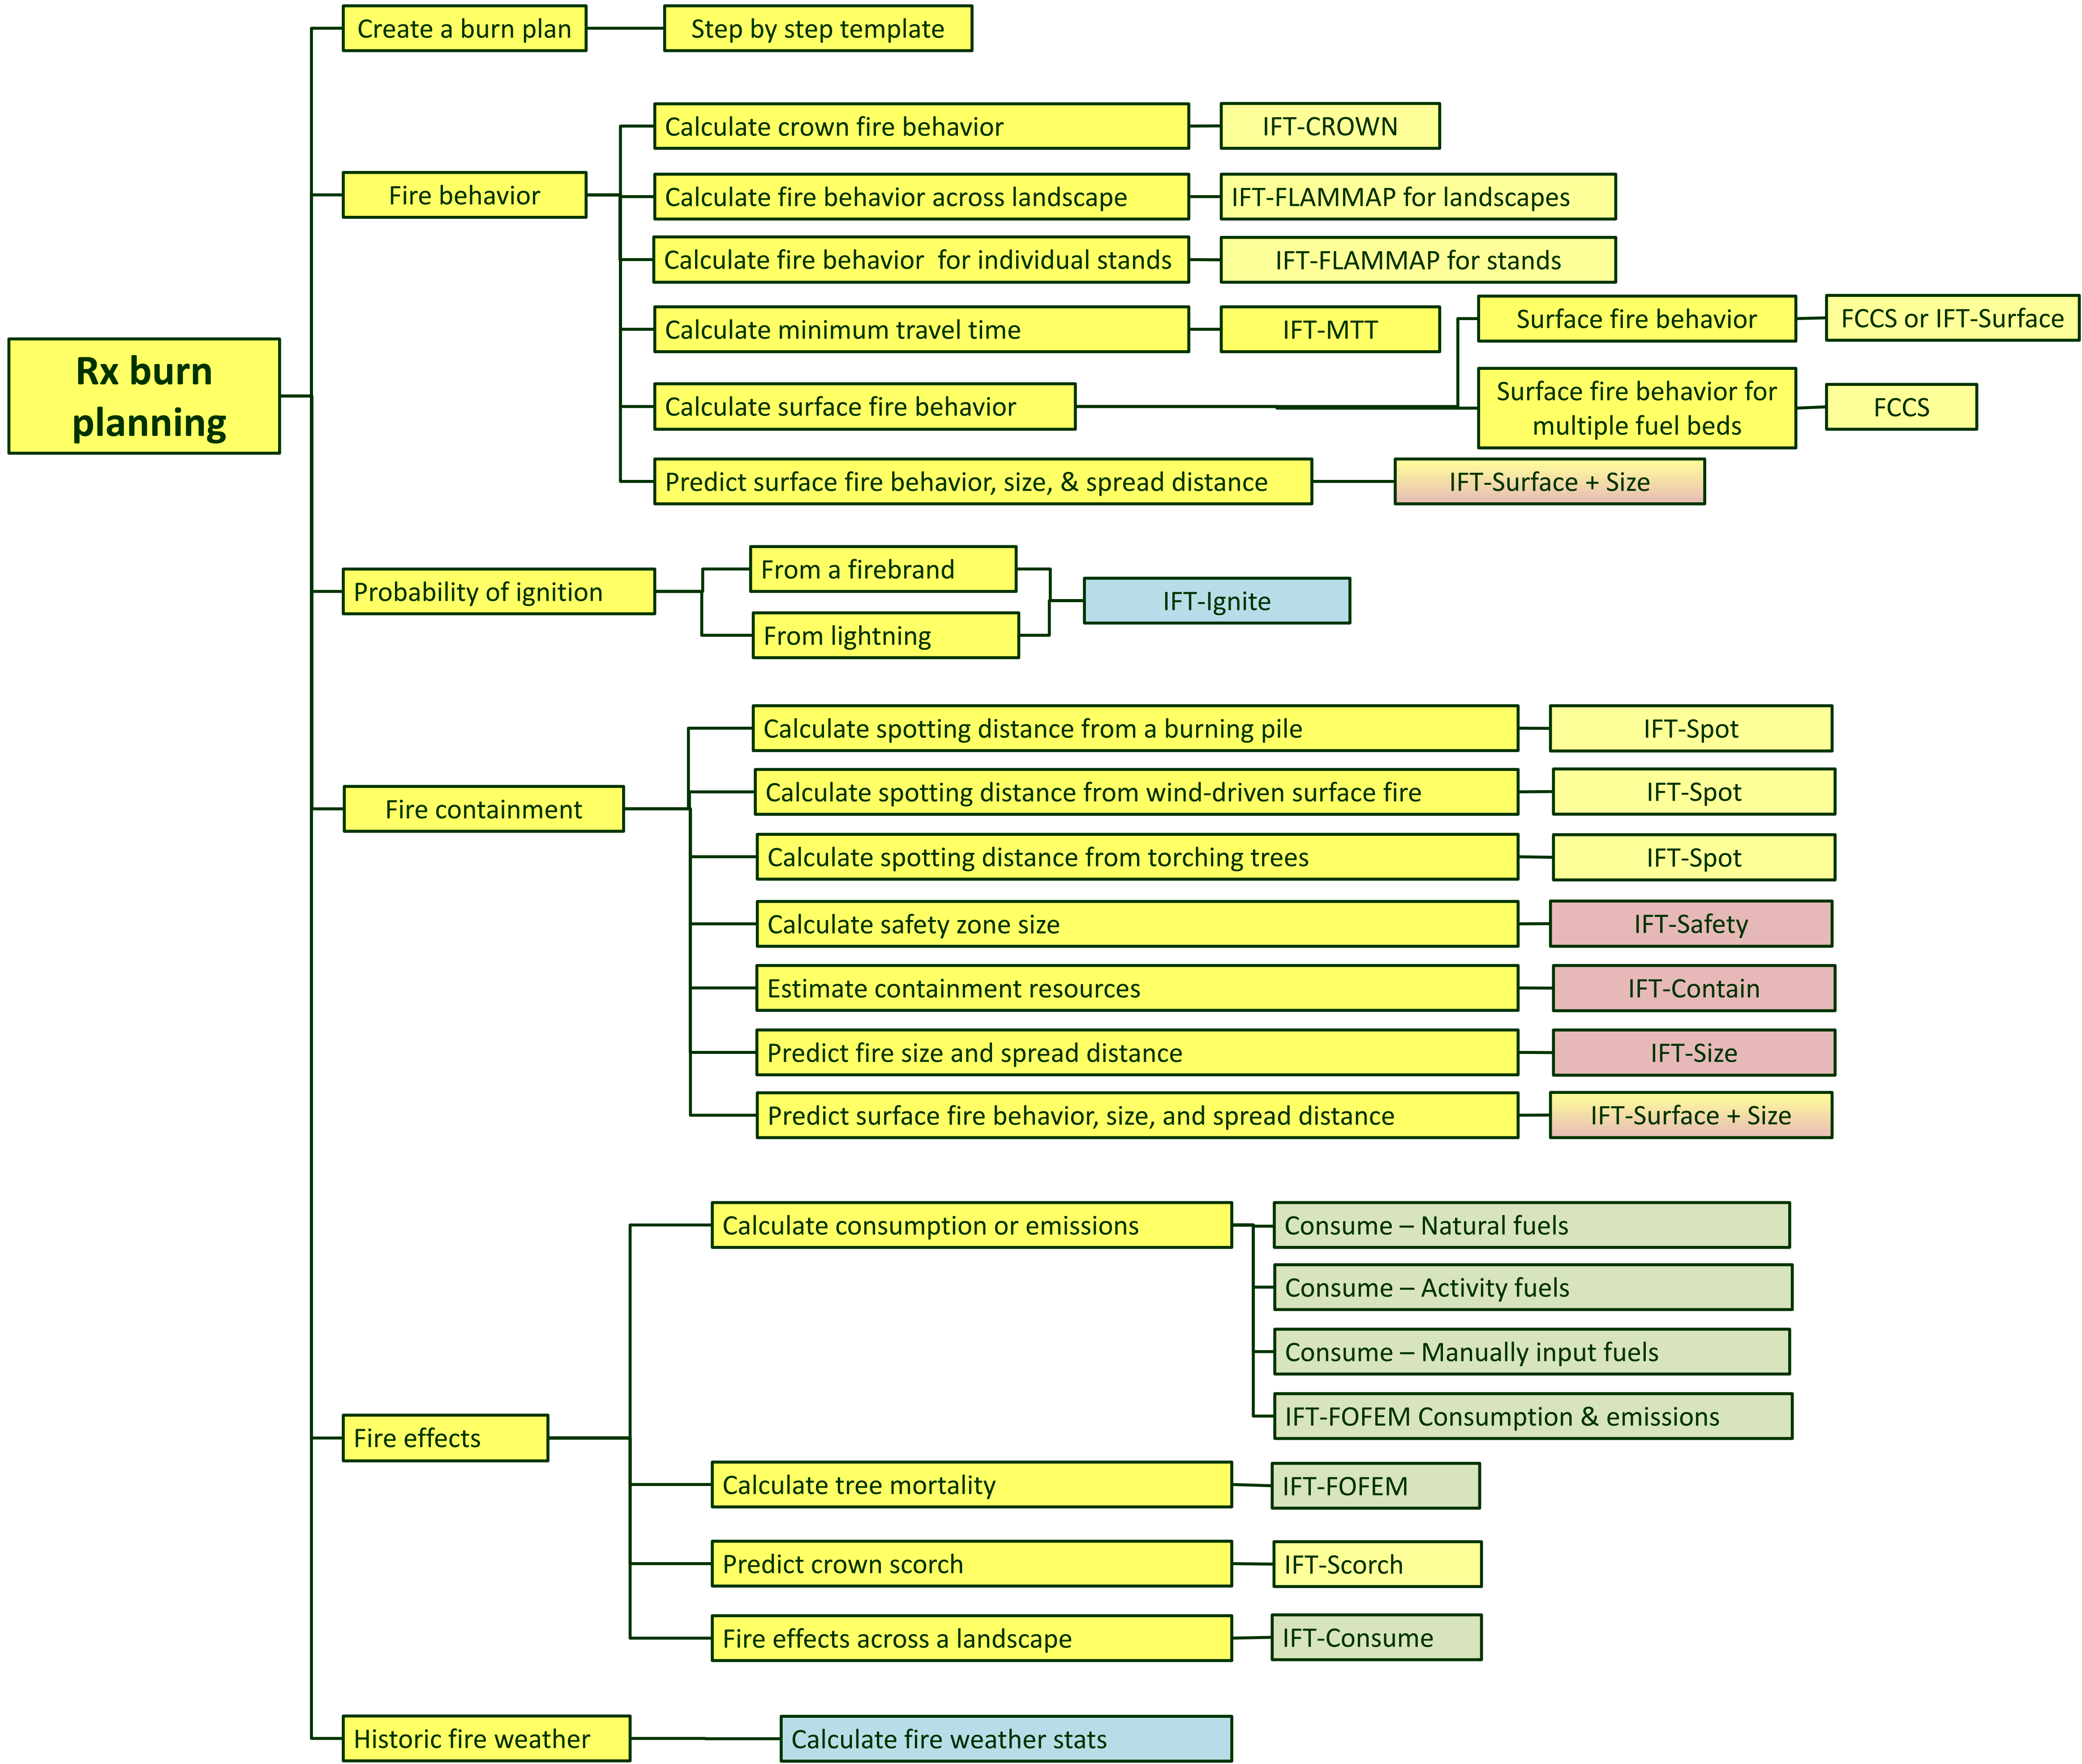 Create a burn plan
Step by step template
Calculate crown fire behavior
IFT-CROWN
Fire behavior
Calculate fire behavior across landscape
IFT-FLAMMAP for landscapes
Calculate fire behavior  for individual stands
IFT-FLAMMAP for stands
Calculate minimum travel time
IFT-MTT
Surface fire behavior
FCCS or IFT-Surface
Rx burn
planning
Calculate surface fire behavior
Surface fire behavior for
multiple fuel beds
FCCS
Predict surface fire behavior, size, & spread distance
IFT-Surface + Size
Probability of ignition
From a firebrand
From lightning
IFT-Ignite
Fire containment
Calculate spotting distance from a burning pile
IFT-Spot
Calculate spotting distance from wind-driven surface fire
IFT-Spot
Calculate spotting distance from torching trees
IFT-Spot
Calculate safety zone size
IFT-Safety
Estimate containment resources
IFT-Contain
Predict fire size and spread distance
IFT-Size
Predict surface fire behavior, size, and spread distance
IFT-Surface + Size
Fire effects
Calculate consumption or emissions
Consume – Natural fuels
Consume – Activity fuels
Consume – Manually input fuels
IFT-FOFEM Consumption & emissions
Calculate tree mortality
IFT-FOFEM
Predict crown scorch
IFT-Scorch
Fire effects across a landscape
IFT-Consume
Historic fire weather
Calculate fire weather stats